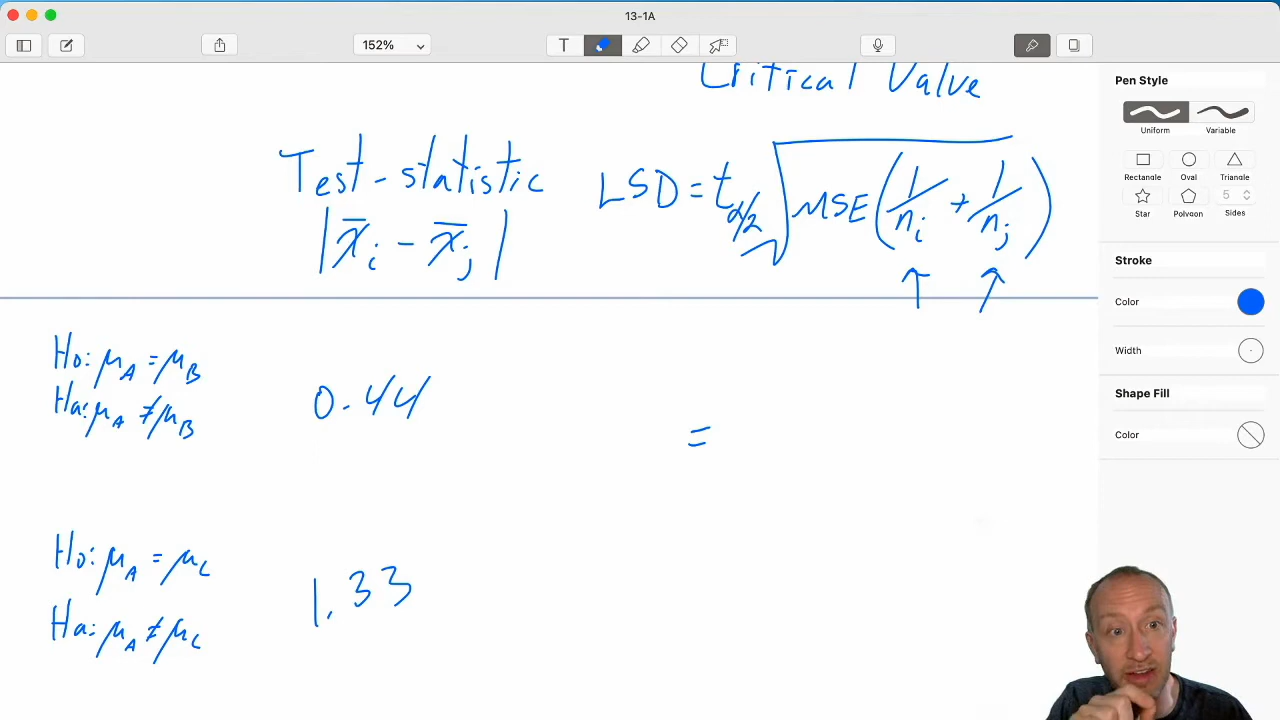 13-1A
152%
T
Pen Style
Uniform Variable
Rectangle Oval Triangle
Star Polygon 5 Sides
Stroke
Color
Width
Shape Fill
Color
Critical Value
Test-statistic LSD = t α/2 √MSE(1/ni + 1/nj)
|x̄i - x̄j|
Ho: μA = μB
Ha: μA ≠ μB
0.44
=
Ho: μA = μC
Ha: μA ≠ μC
1.33